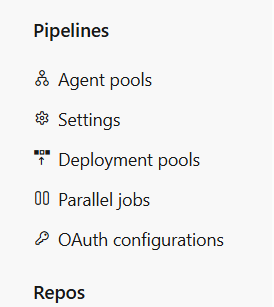 Pipelines
Agent pools
Settings
Deployment pools
Parallel jobs
OAuth configurations
Repos